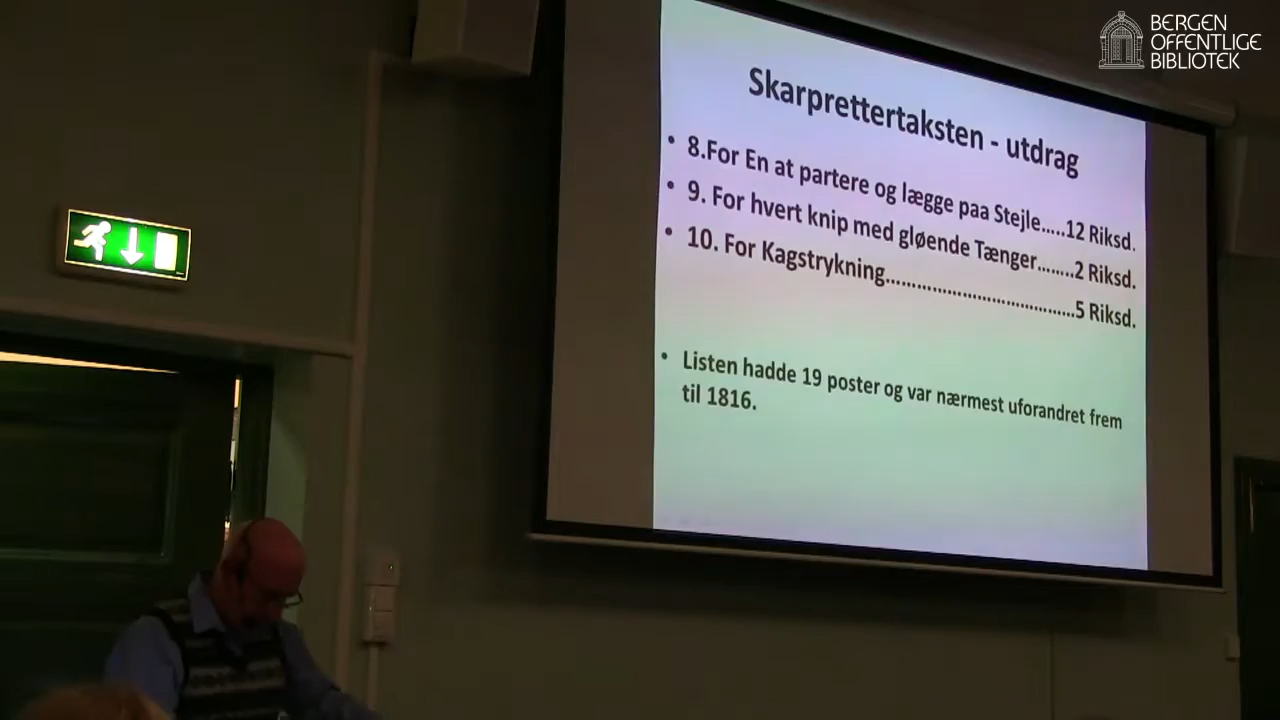 BERGEN
OFFENTLIGE
BIBLIOTEK
Skarprettertaksten - utdrag
• 8.For En at partere og lægge paa Stejle.....12 Riksd.
• 9. For hvert knip med gløende Tænger........2 Riksd.
• 10. For Kagstrykning................................5 Riksd.
• Listen hadde 19 poster og var nærmest uforandret frem
til 1816.